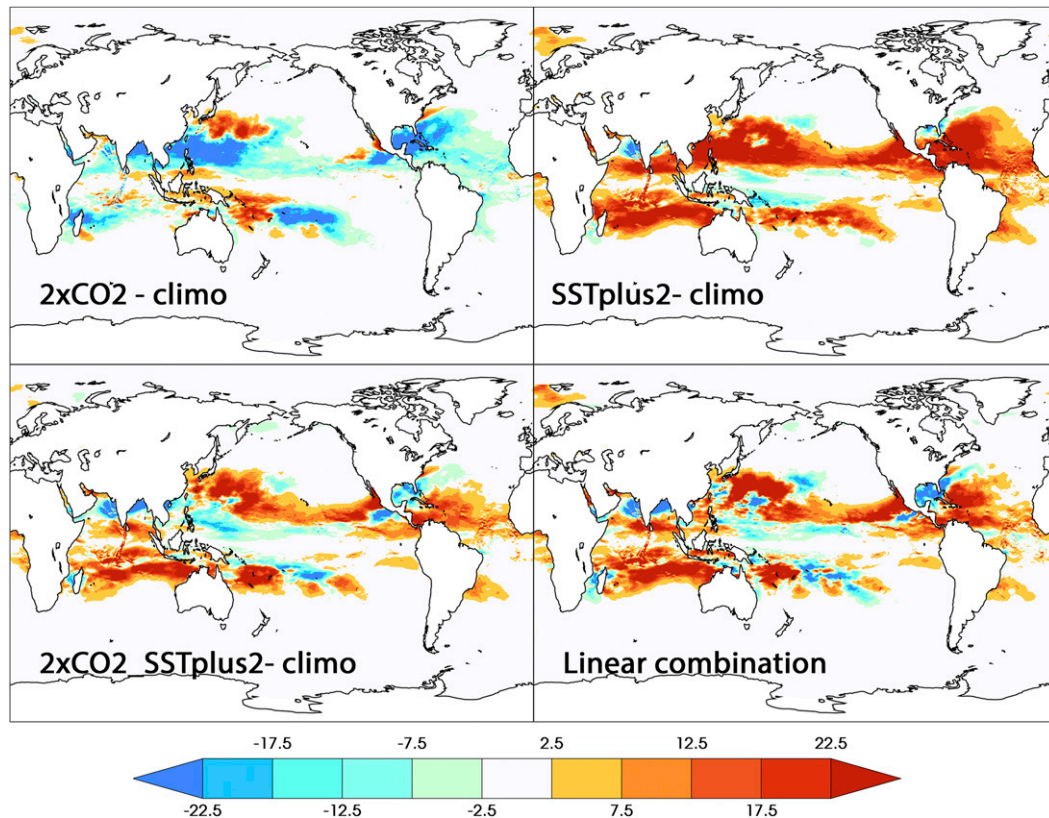 2xCO2 - climo
SSTplus2- climo
2xCO2_SSTplus2- climo
Linear combination
-17.5 -7.5 2.5 12.5 22.5
-22.5 -12.5 -2.5 7.5 17.5